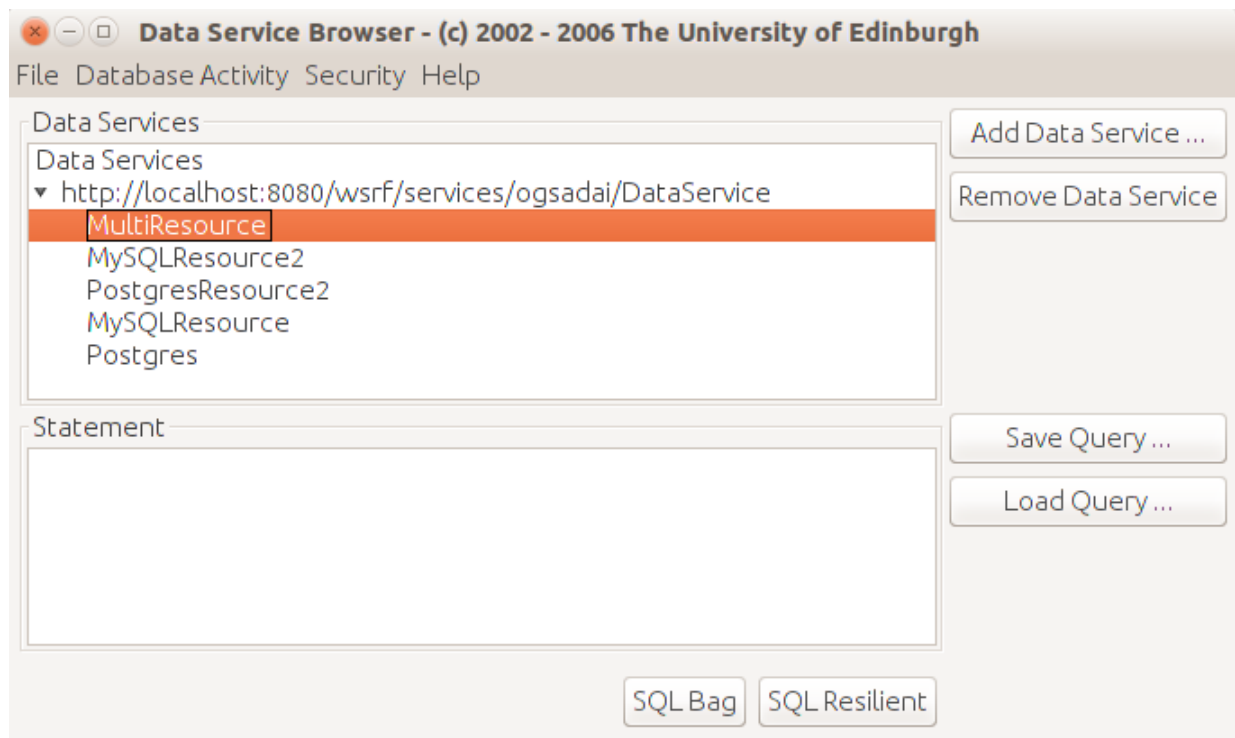 Data Service Browser - (c) 2002 - 2006 The University of Edinburgh
File Database Activity Security Help
Data Services
Add Data Service ...
Data Services
http://localhost:8080/wsrf/services/ogsadai/DataService
Remove Data Service
MultiResource
MySQLResource2
PostgresResource2
MySQLResource
Postgres
Statement
Save Query ...
Load Query ...
SQL Bag
SQL Resilient